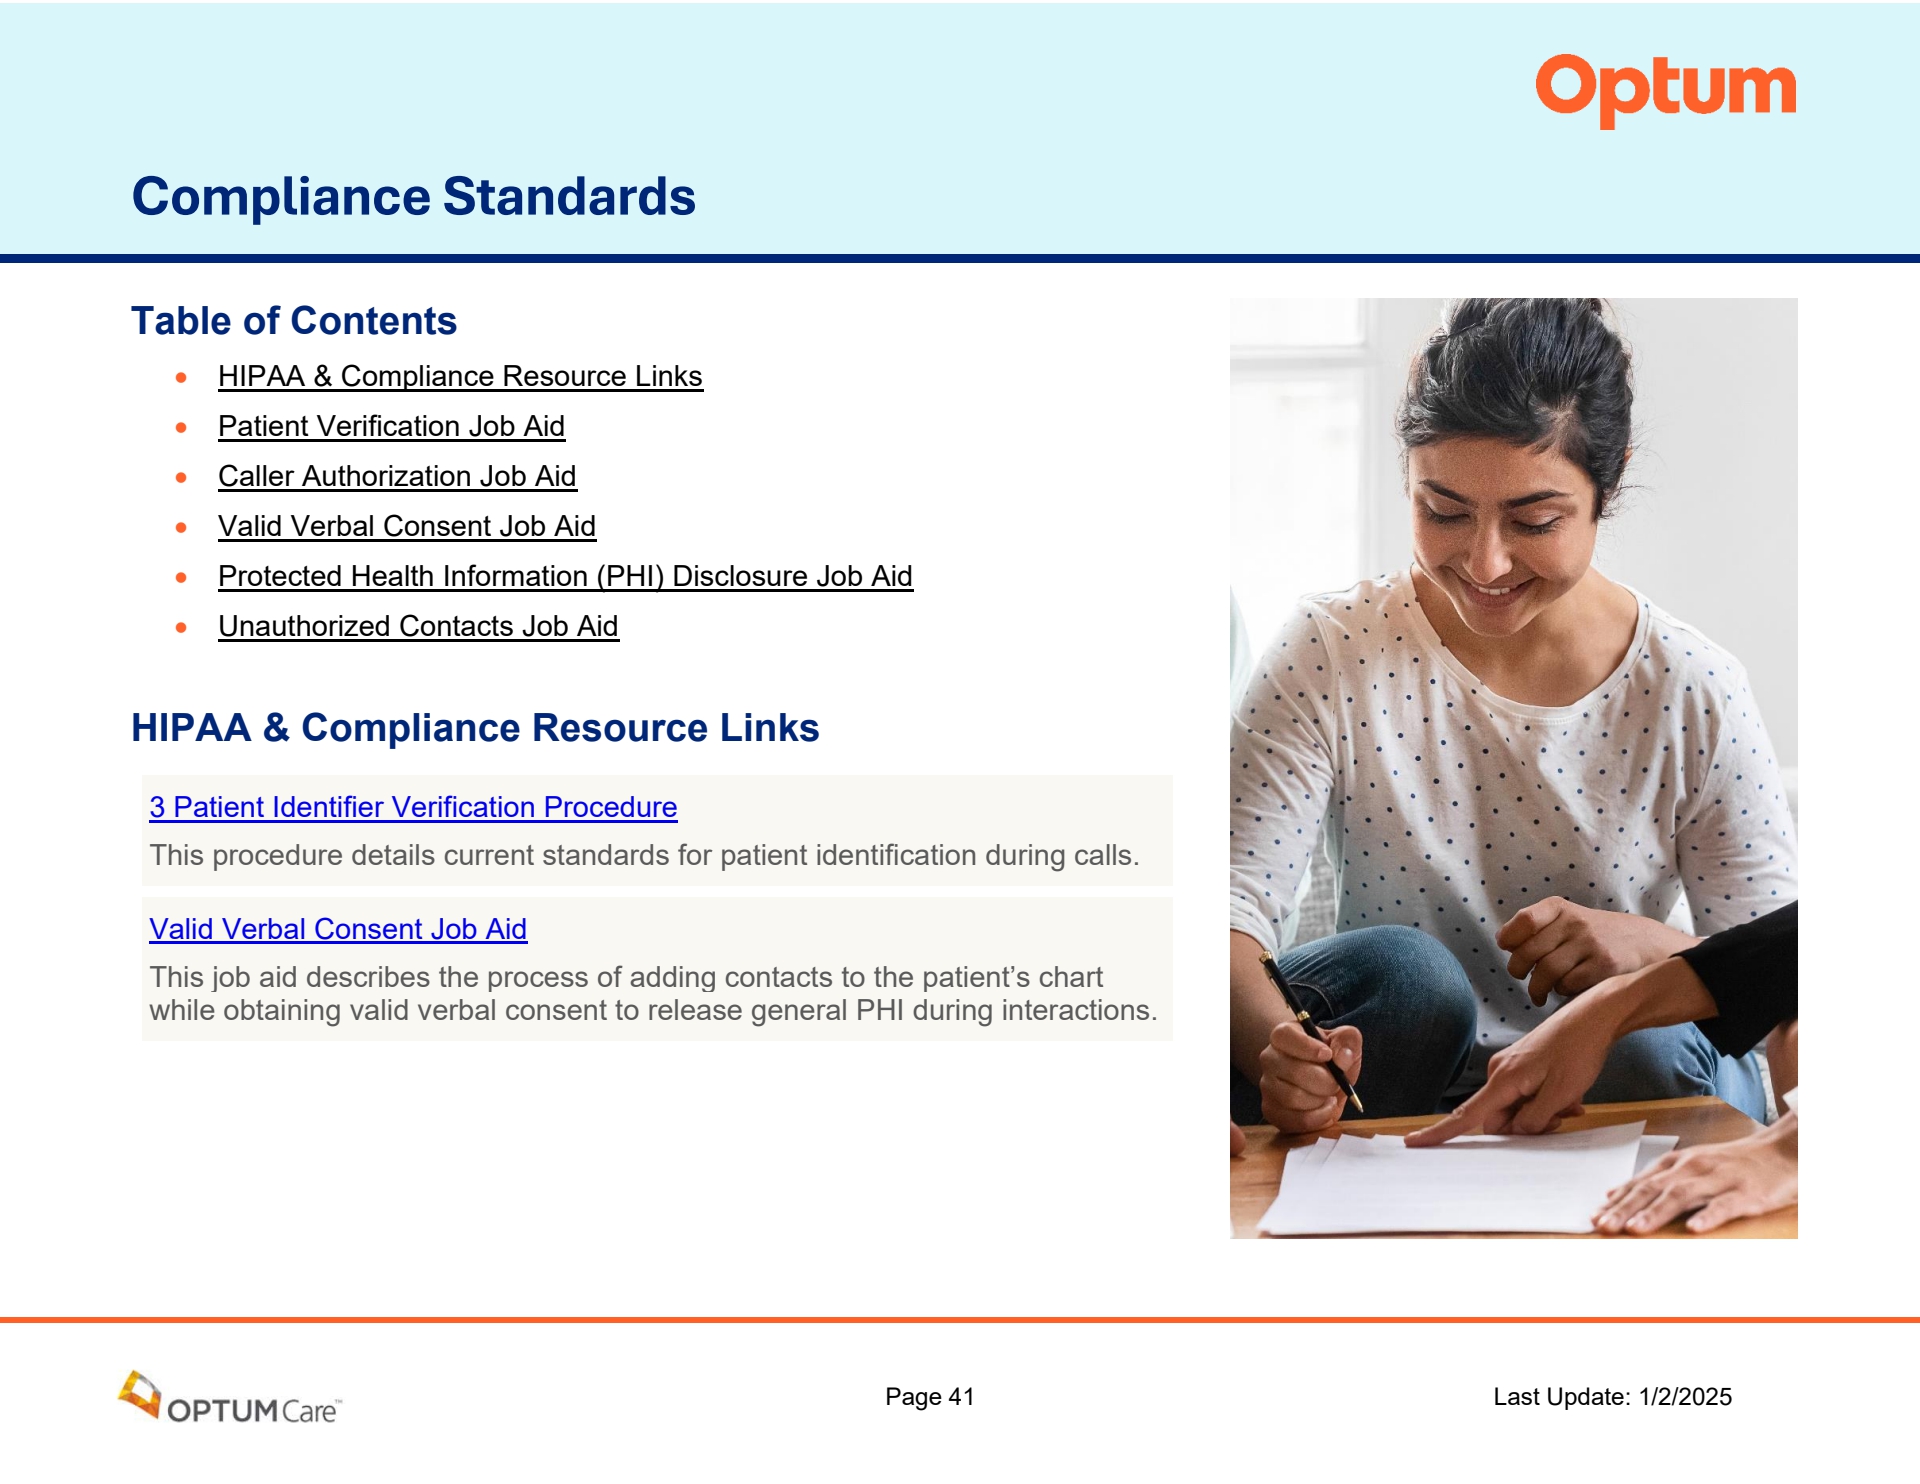 Optum
Compliance Standards
Table of Contents
• HIPAA & Compliance Resource Links
• Patient Verification Job Aid
• Caller Authorization Job Aid
• Valid Verbal Consent Job Aid
• Protected Health Information (PHI) Disclosure Job Aid
• Unauthorized Contacts Job Aid
HIPAA & Compliance Resource Links
3 Patient Identifier Verification Procedure
This procedure details current standards for patient identification during calls.
Valid Verbal Consent Job Aid
This job aid describes the process of adding contacts to the patient’s chart
while obtaining valid verbal consent to release general PHI during interactions.
OPTUMCare™
Page 41
Last Update: 1/2/2025